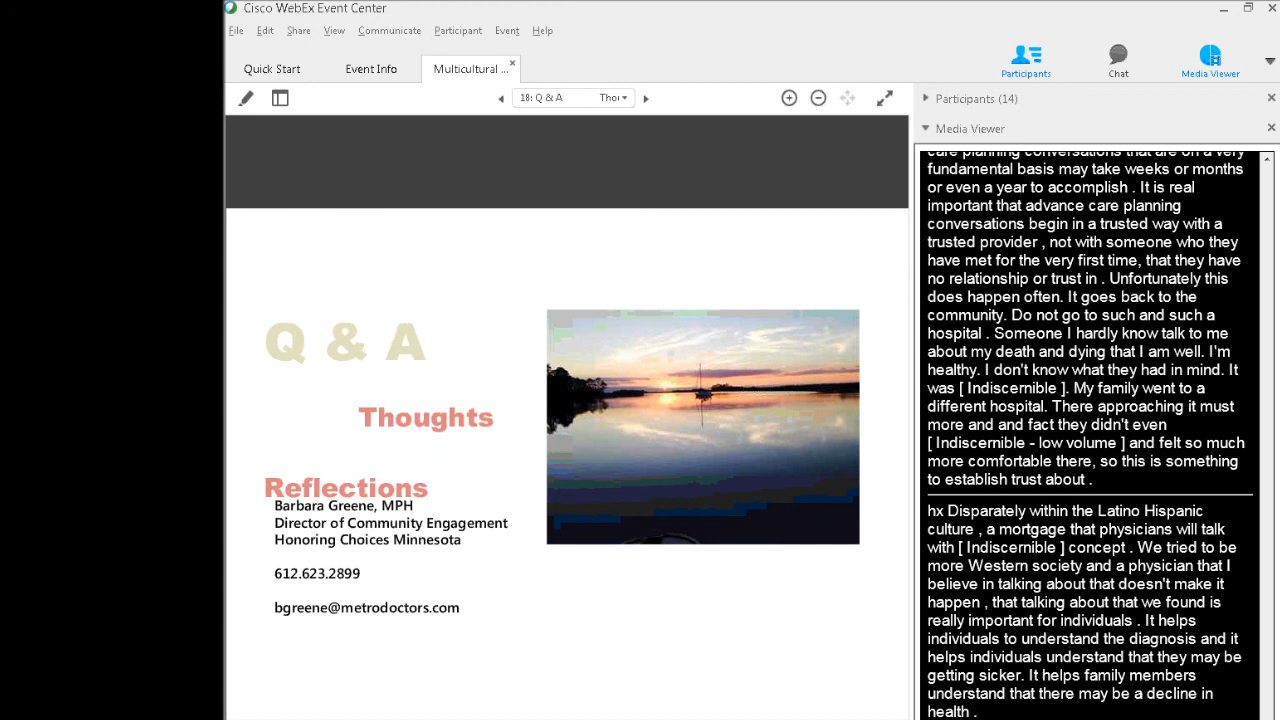 Cisco WebEx Event Center
File Edit Share View Communicate Participant Event Help
Quick Start Event Info Multicultural ...
Participants Chat Media Viewer
18: Q & A Thou
Participants (14)
Media Viewer
Q & A
Thoughts
Reflections
Barbara Greene, MPH
Director of Community Engagement
Honoring Choices Minnesota
612.623.2899
bgreene@metrodoctors.com
care planning conversations that are on a very
fundamental basis may take weeks or months
or even a year to accomplish . It is real
important that advance care planning
conversations begin in a trusted way with a
trusted provider , not with someone who they
have met for the very first time, that they have
no relationship or trust in . Unfortunately this
does happen often. It goes back to the
community. Do not go to such and such a
hospital . Someone I hardly know talk to me
about my death and dying that I am well. I'm
healthy. I don't know what they had in mind. It
was [ Indiscernible ]. My family went to a
different hospital. There approaching it must
more and and fact they didn't even
[ Indiscernible - low volume ] and felt so much
more comfortable there, so this is something
to establish trust about .
hx Disparately within the Latino Hispanic
culture , a mortgage that physicians will talk
with [ Indiscernible ] concept . We tried to be
more Western society and a physician that I
believe in talking about that doesn't make it
happen , that talking about that we found is
really important for individuals . It helps
individuals to understand the diagnosis and it
helps individuals understand that they may be
getting sicker. It helps family members
understand that there may be a decline in
health .